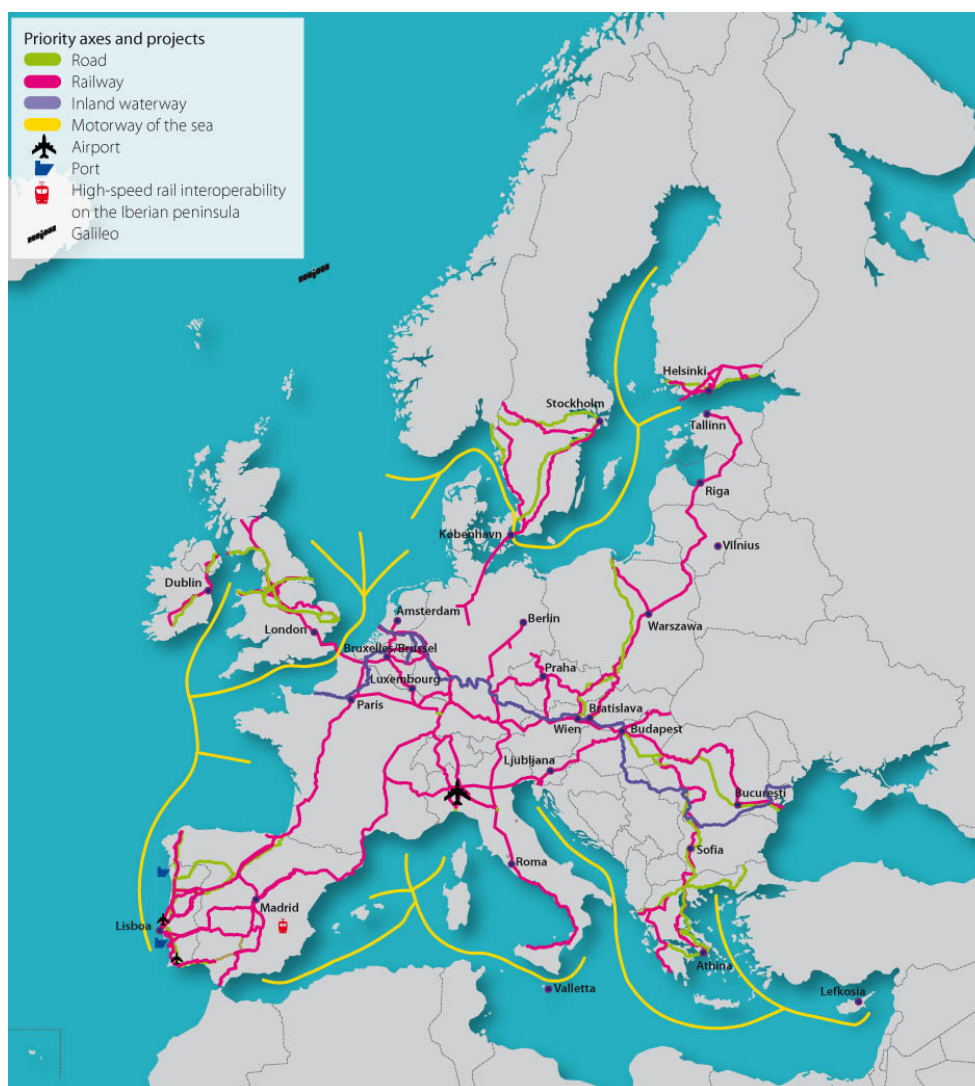 Priority axes and projects
Road
Railway
Inland waterway
Motorway of the sea
Airport
Port
High-speed rail interoperability
on the Iberian peninsula
Galileo
Helsinki
Stockholm
Tallinn
Riga
København
Vilnius
Dublin
Amsterdam
Berlin
Warszawa
London
Bruxelles/Brussel
Praha
Luxembourg
Paris
Bratislava
Wien
Budapest
Ljubljana
Bucureşti
Sofia
Roma
Madrid
Lisboa
Athina
Valletta
Lefkosia